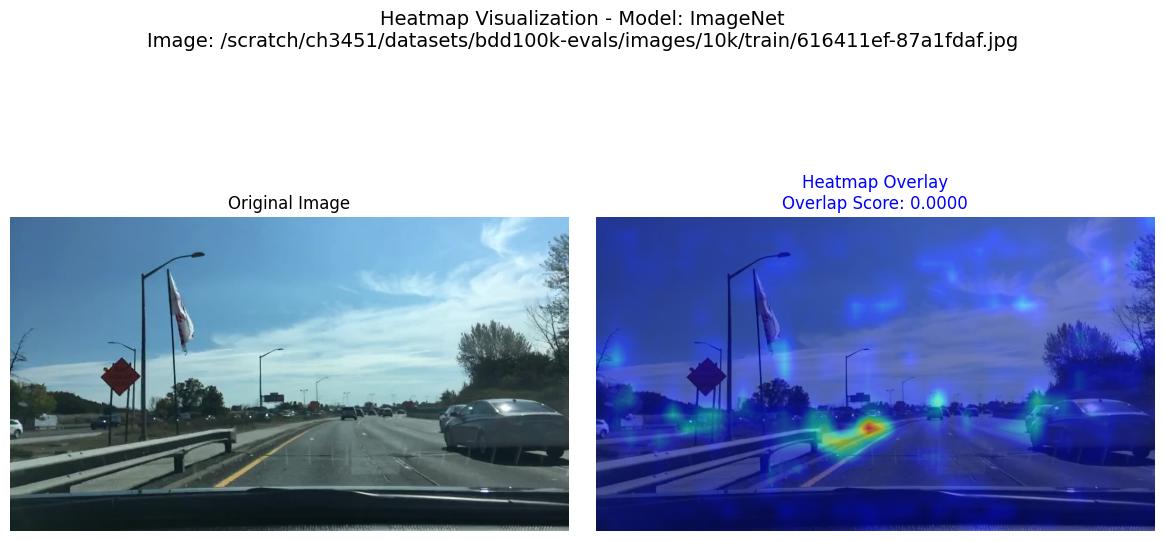 Heatmap Visualization - Model: ImageNet
Image: /scratch/ch3451/datasets/bdd100k-evals/images/10k/train/616411ef-87a1fdaf.jpg
Original Image
Heatmap Overlay
Overlap Score: 0.0000